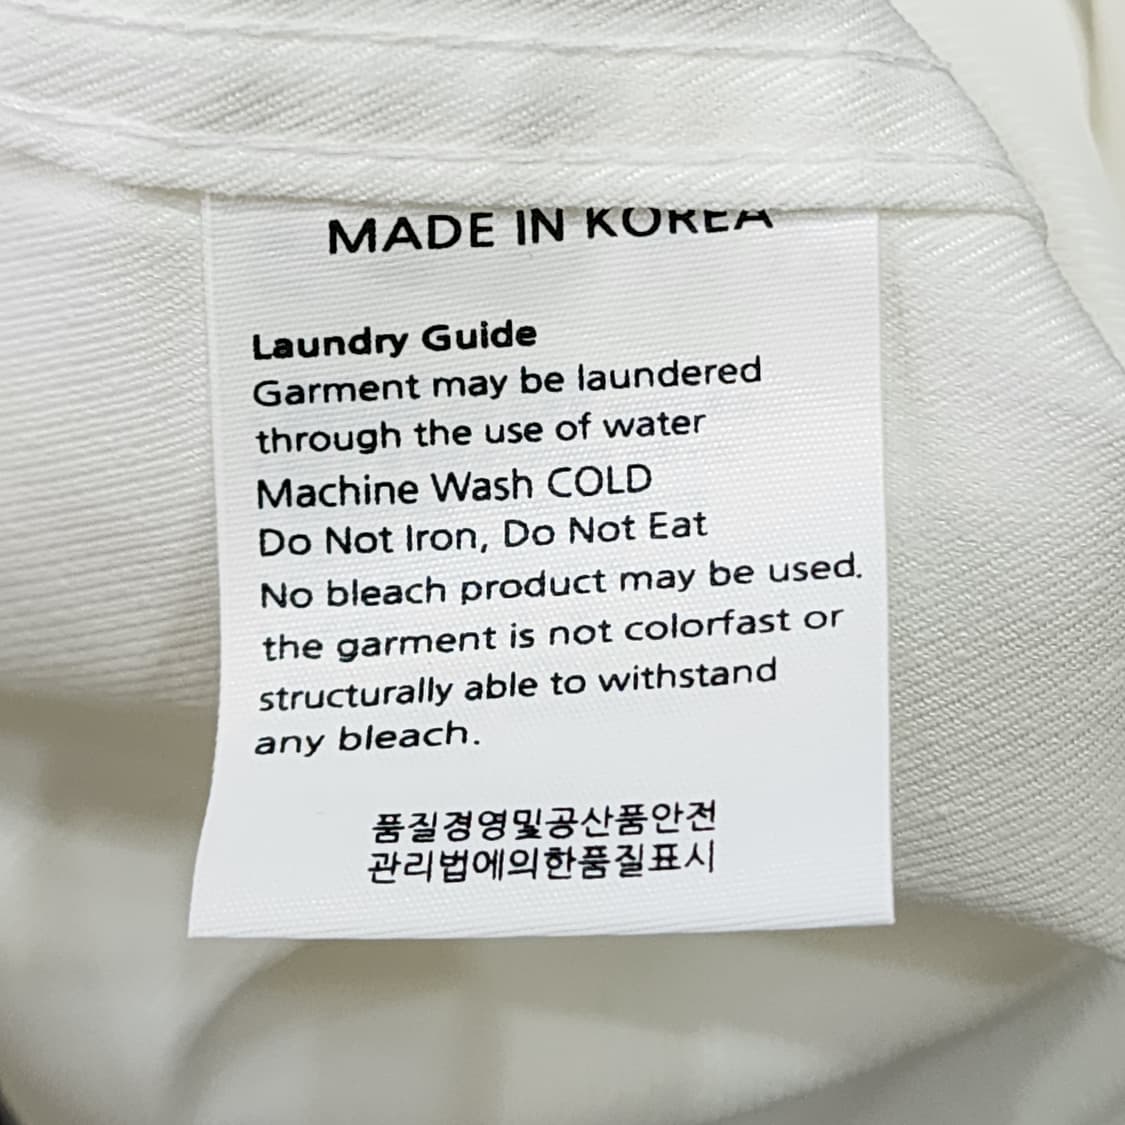 MADE IN KOREA
Laundry Guide
Garment may be laundered
through the use of water
Machine Wash COLD
Do Not Iron, Do Not Eat
No bleach product may be used.
the garment is not colorfast or
structurally able to withstand
any bleach.
품질경영및공산품안전
관리법에의한품질표시